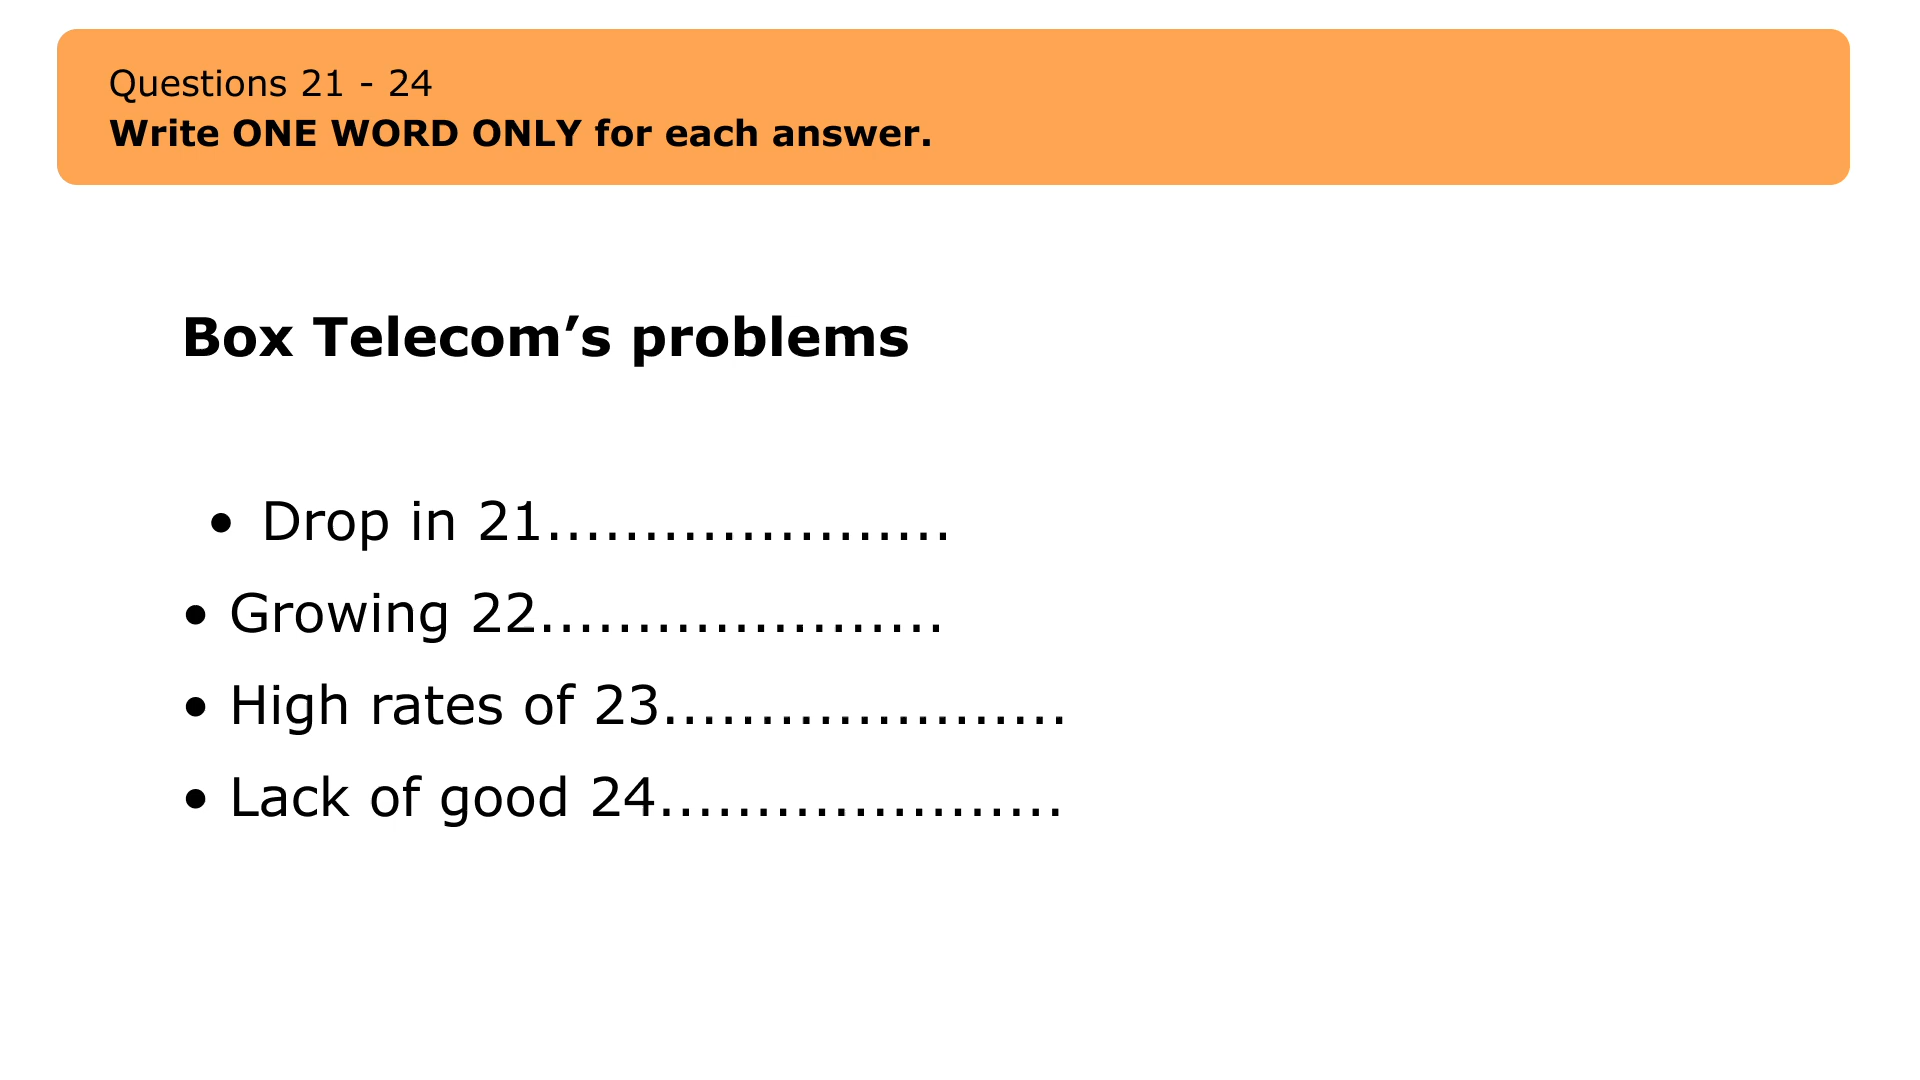 Questions 21 - 24
Write ONE WORD ONLY for each answer.
Box Telecom’s problems
• Drop in 21.....................
• Growing 22.....................
• High rates of 23.....................
• Lack of good 24.....................